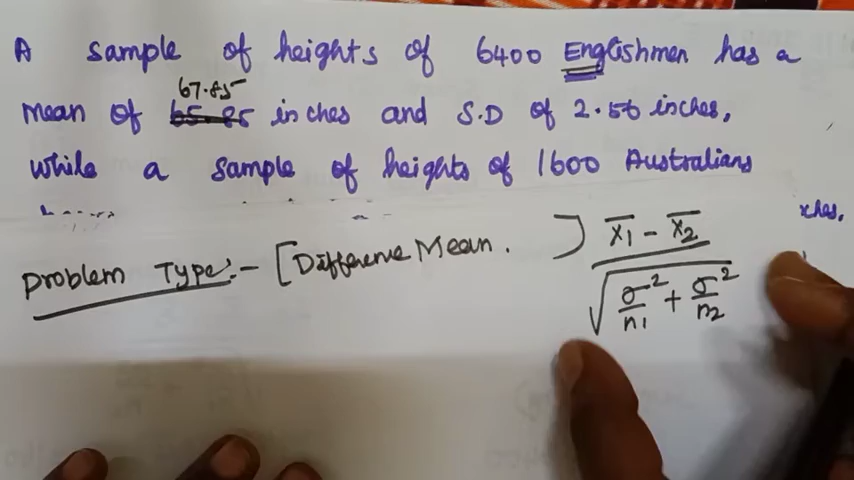 A sample of heights of 6400 Englishmen has a
67.85
mean of 65.85 inches and S.D of 2.56 inches,
while a sample of heights of 1600 Australians
ches.
Problem Type:- [Difference Mean. ] x̄₁ - x̄₂
√σ²/n₁ + σ²/n₂